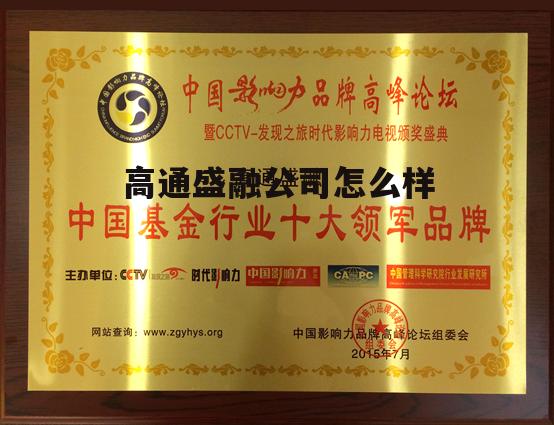 中国影响力品牌高峰论坛
暨CCTV-发现之旅时代影响力电视颁奖盛典
高通盛融公司怎么样
中国基金行业十大领军品牌
主办单位: CCTV 发现之旅 时代影响力 中国影响力 CAPC 中国管理科学研究院行业发展研究所
网站查询: www.zgyhys.org
中国影响力品牌高峰论坛组委会
2015年7月